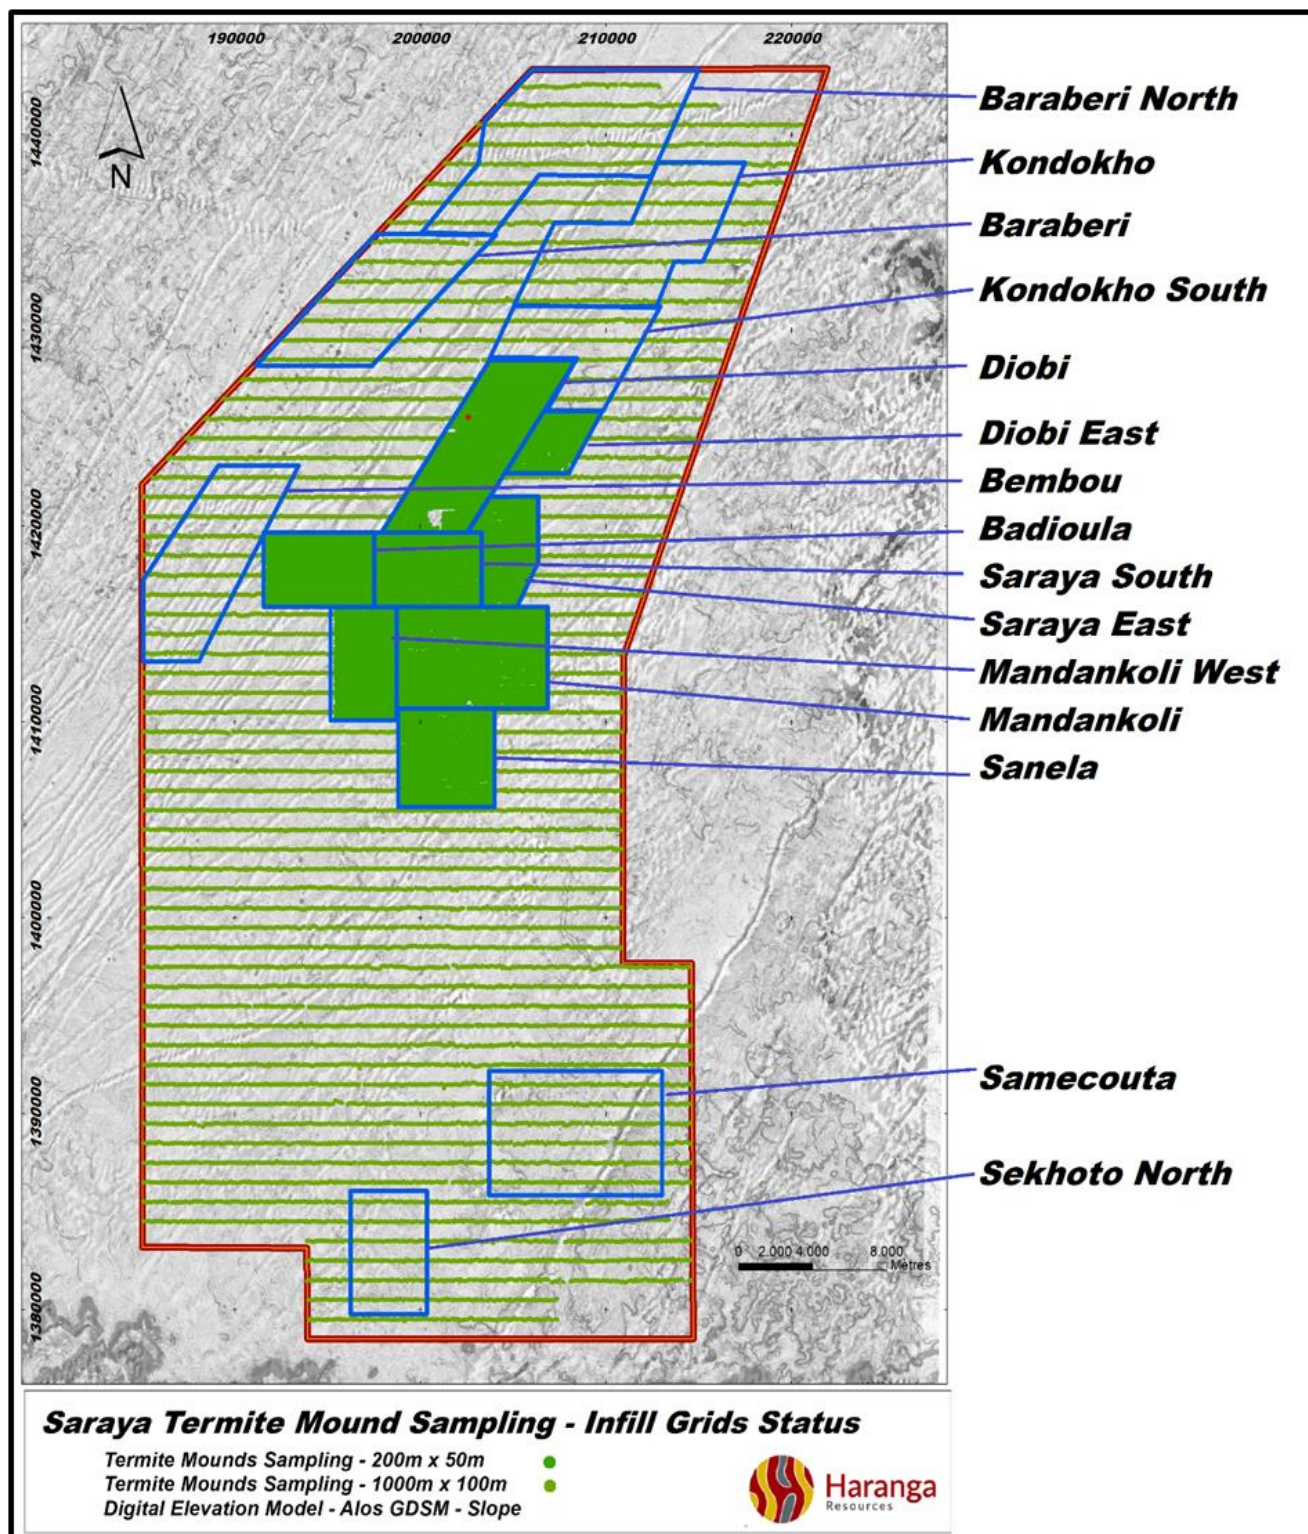 190000 200000 210000 220000
1440000
1430000
1420000
1410000
1400000
1390000
1380000
N
Baraberi North
Kondokho
Baraberi
Kondokho South
Diobi
Diobi East
Bembou
Badioula
Saraya South
Saraya East
Mandankoli West
Mandankoli
Sanela
Samecouta
Sekhoto North
0 2.000 4.000 8.000
Mètres
Saraya Termite Mound Sampling - Infill Grids Status
Termite Mounds Sampling - 200m x 50m
Termite Mounds Sampling - 1000m x 100m
Digital Elevation Model - Alos GDSM - Slope
Haranga
Resources